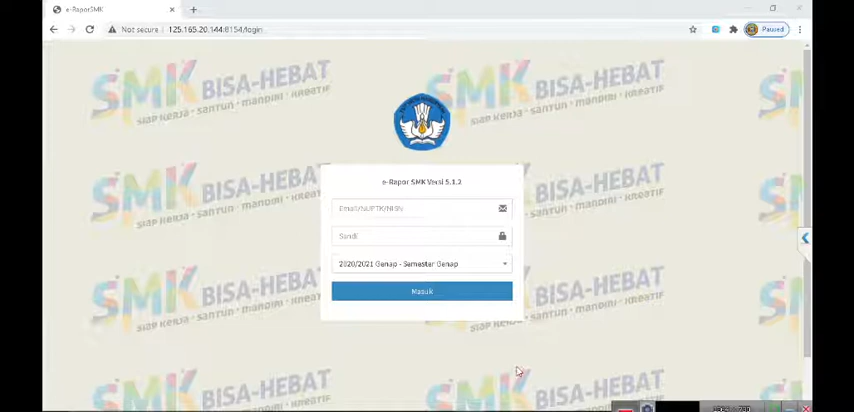 e-RaporSMK
Not secure
125.165.20.144:8154/login
Paused
SMK BISA-HEBAT
SIAP KERJA • SANTUN • MANDIRI • KREATIF
e-Rapor SMK Versi 5.1.2
Email/NUPTK/NISN
Sandi
2020/2021 Genap - Semester Genap
Masuk